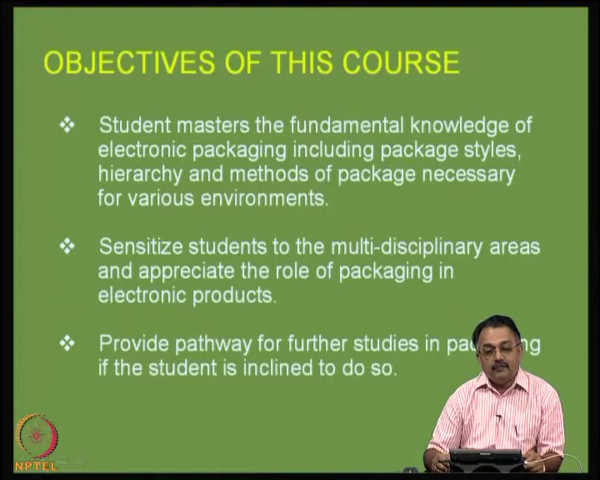 OBJECTIVES OF THIS COURSE
❖ Student masters the fundamental knowledge of
electronic packaging including package styles,
hierarchy and methods of package necessary
for various environments.
❖ Sensitize students to the multi-disciplinary areas
and appreciate the role of packaging in
electronic products.
❖ Provide pathway for further studies in
if the student is inclined to do so.
NPTEL